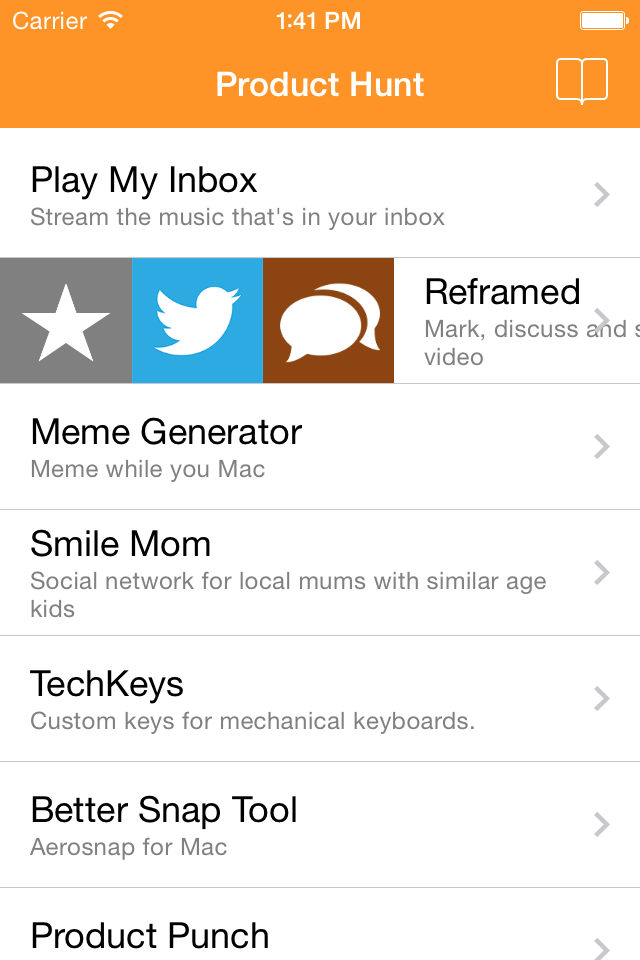 Carrier 1:41 PM
Product Hunt
Play My Inbox
Stream the music that's in your inbox
Reframed
Mark, discuss and s
video
Meme Generator
Meme while you Mac
Smile Mom
Social network for local mums with similar age
kids
TechKeys
Custom keys for mechanical keyboards.
Better Snap Tool
Aerosnap for Mac
Product Punch